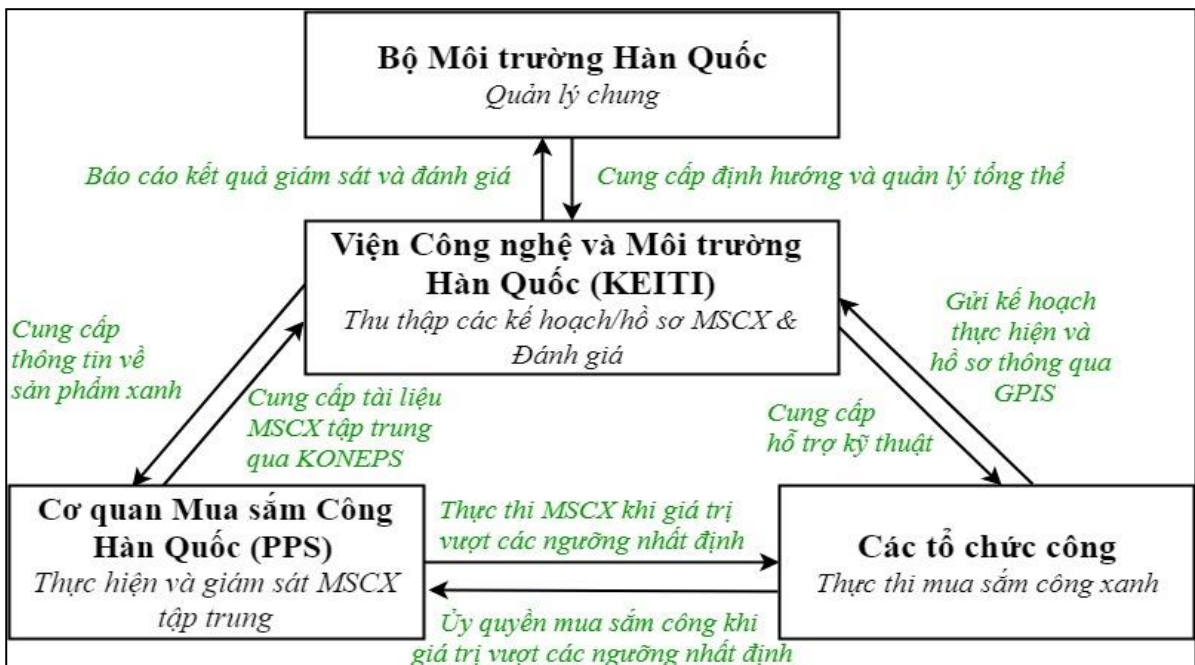 Bộ Môi trường Hàn Quốc
Quản lý chung
Báo cáo kết quả giám sát và đánh giá
Cung cấp định hướng và quản lý tổng thể
Viện Công nghệ và Môi trường
Hàn Quốc (KEITI)
Thu thập các kế hoạch/hồ sơ MSCX &
Đánh giá
Cung cấp
thông tin về
sản phẩm xanh
Cung cấp tài liệu
MSCX tập trung
qua KONEPS
Gửi kế hoạch
thực hiện và
hồ sơ thông qua
GPIS
Cung cấp
hỗ trợ kỹ thuật
Cơ quan Mua sắm Công
Hàn Quốc (PPS)
Thực hiện và giám sát MSCX
tập trung
Thực thi MSCX khi giá trị
vượt các ngưỡng nhất định
Ủy quyền mua sắm công khi
giá trị vượt các ngưỡng nhất định
Các tổ chức công
Thực thi mua sắm công xanh